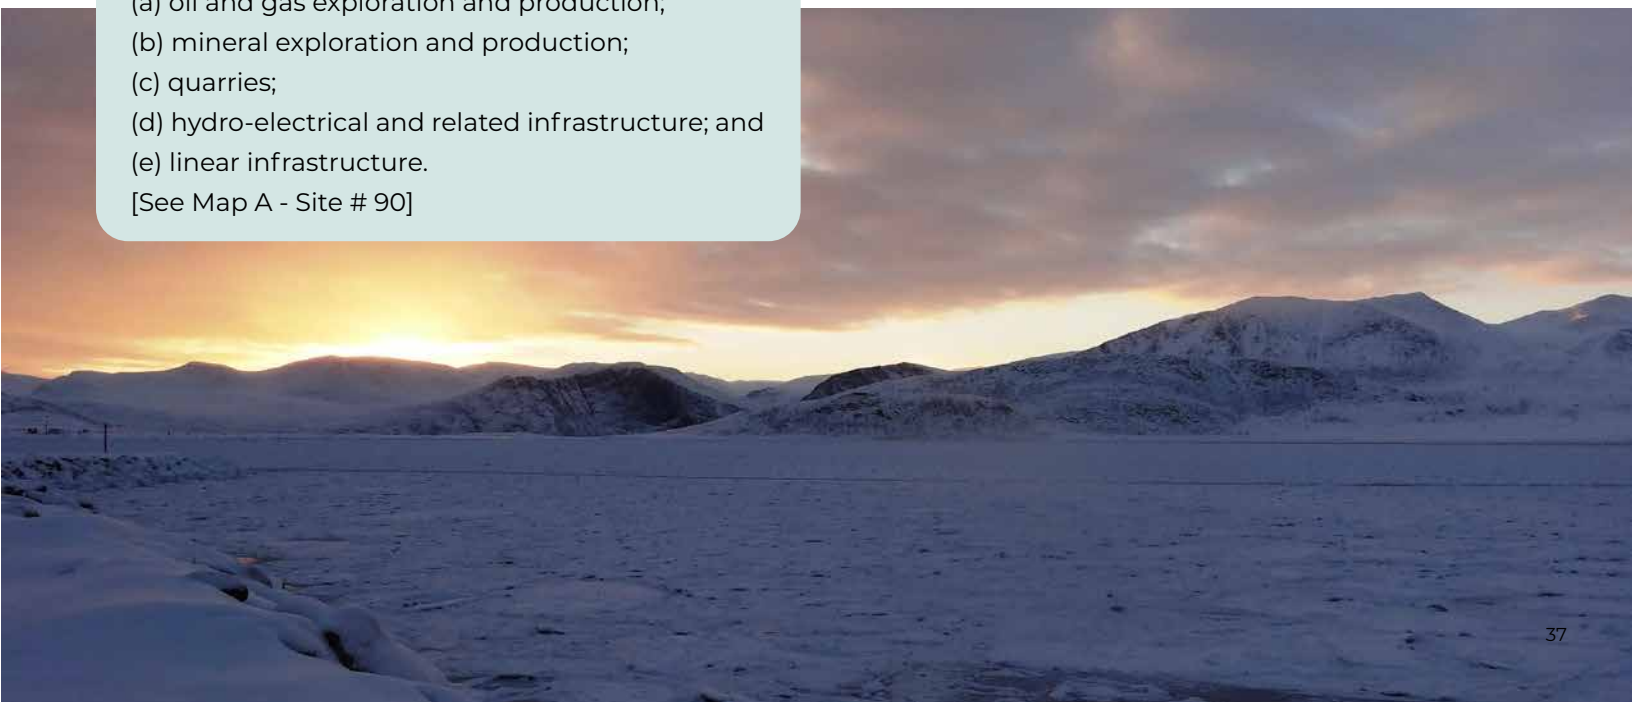 (a) oil and gas exploration and production;
(b) mineral exploration and production;
(c) quarries;
(d) hydro-electrical and related infrastructure; and
(e) linear infrastructure.
[See Map A - Site # 90]
37